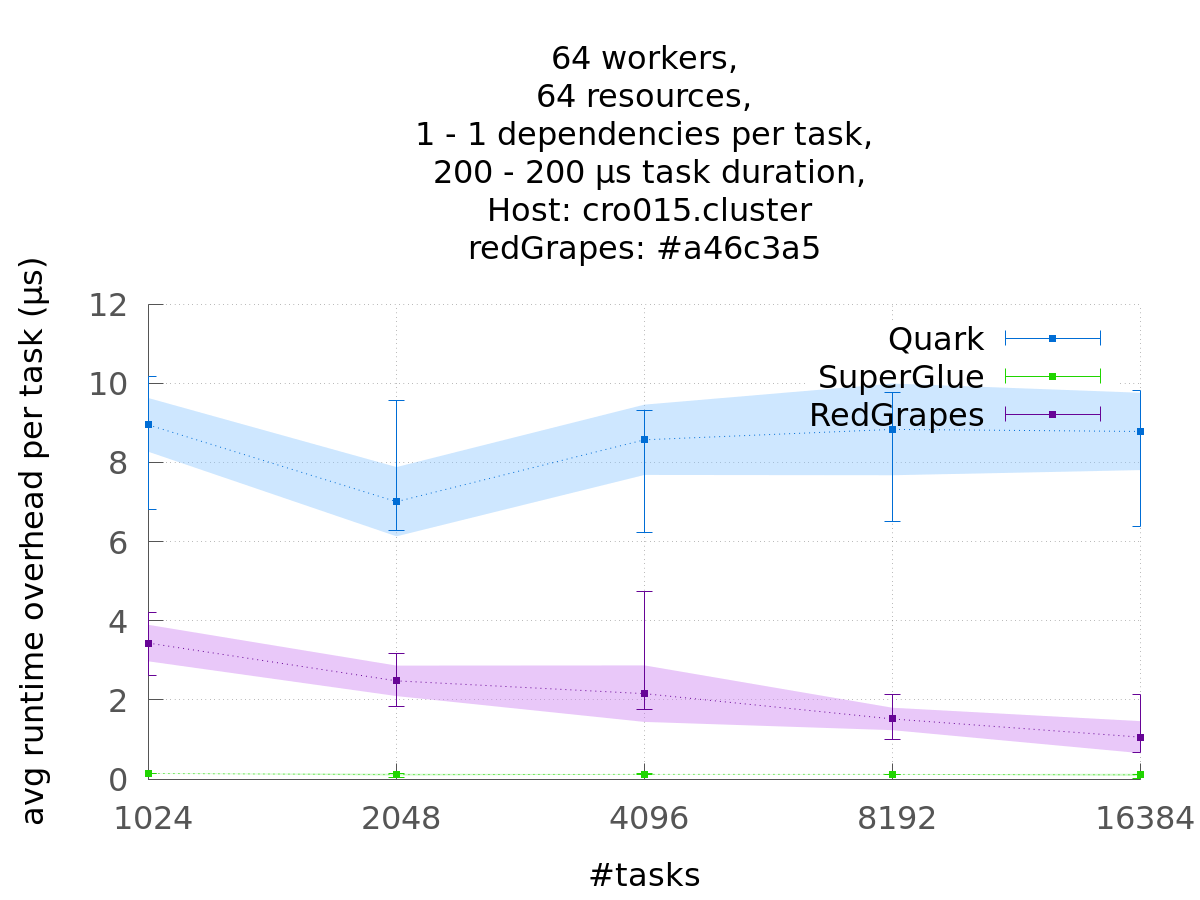 64 workers,
64 resources,
1 - 1 dependencies per task,
200 - 200 µs task duration,
Host: cro015.cluster
redGrapes: #a46c3a5
avg runtime overhead per task (µs)
12
10
8
6
4
2
0
Quark
SuperGlue
RedGrapes
1024 2048 4096 8192 16384
#tasks